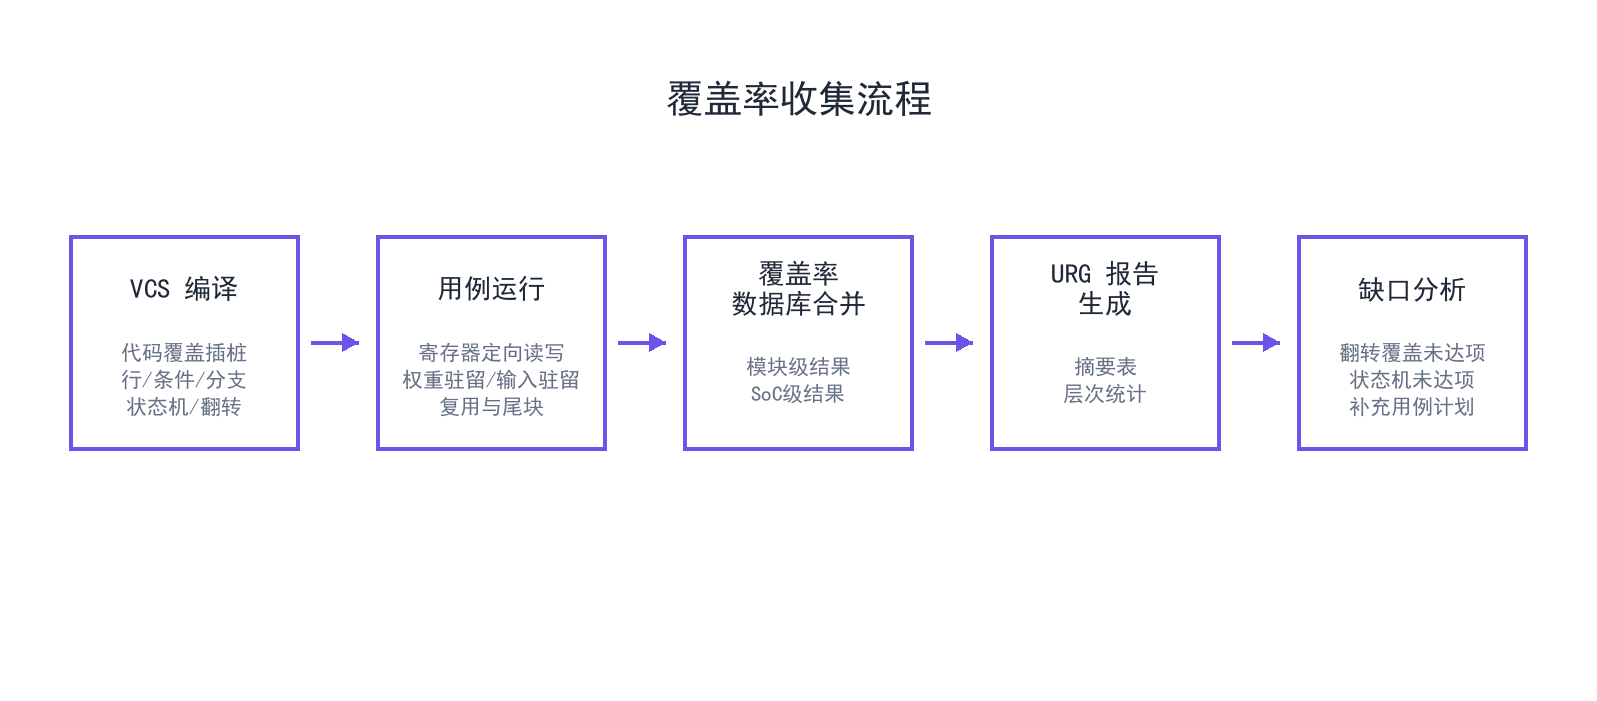 覆盖率收集流程
VCS 编译
代码覆盖插桩
行/条件/分支
状态机/翻转
用例运行
寄存器定向读写
权重驻留/输入驻留
复用与尾块
覆盖率
数据库合并
模块级结果
SoC级结果
URG 报告
生成
摘要表
层次统计
缺口分析
翻转覆盖未达项
状态机未达项
补充用例计划